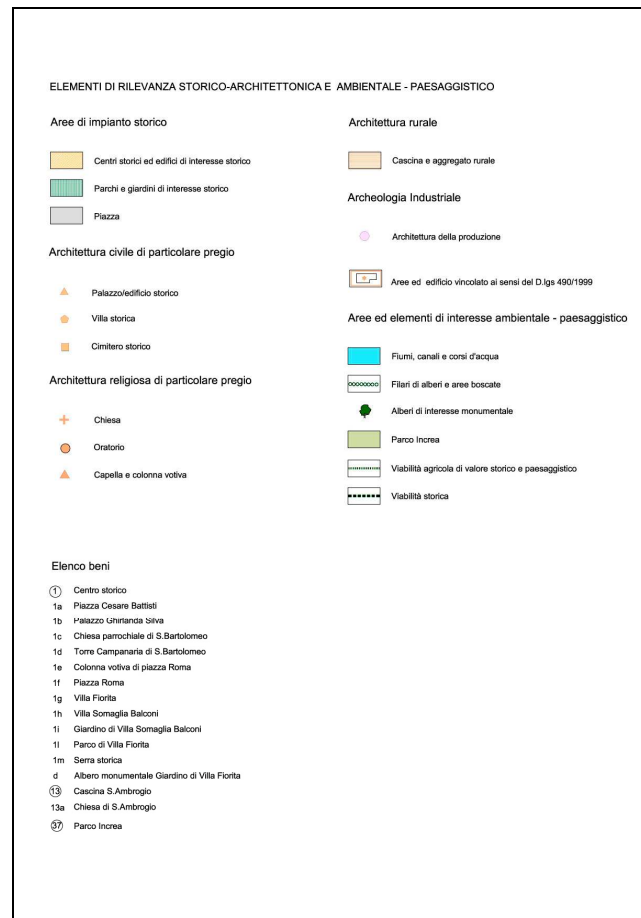 ELEMENTI DI RILEVANZA STORICO-ARCHITETTONICA E AMBIENTALE - PAESAGGISTICO
Aree di impianto storico
Centri storici ed edifici di interesse storico
Parchi e giardini di interesse storico
Piazza
Architettura civile di particolare pregio
Palazzo/edificio storico
Villa storica
Cimitero storico
Architettura religiosa di particolare pregio
Chiesa
Oratorio
Capella e colonna votiva
Architettura rurale
Cascina e aggregato rurale
Archeologia Industriale
Architettura della produzione
Aree ed edificio vincolato ai sensi del D.lgs 490/1999
Aree ed elementi di interesse ambientale - paesaggistico
Fiumi, canali e corsi d'acqua
Filari di alberi e aree boscate
Alberi di interesse monumentale
Parco Increa
Viabilità agricola di valore storico e paesaggistico
Viabilità storica
Elenco beni
1 Centro storico
1a Piazza Cesare Battisti
1b Palazzo Ghirlanda Silva
1c Chiesa parrochiale di S.Bartolomeo
1d Torre Campanaria di S.Bartolomeo
1e Colonna votiva di piazza Roma
1f Piazza Roma
1g Villa Fiorita
1h Villa Somaglia Balconi
1i Giardino di Villa Somaglia Balconi
1l Parco di Villa Fiorita
1m Serra storica
d Albero monumentale Giardino di Villa Fiorita
13 Cascina S.Ambrogio
13a Chiesa di S.Ambrogio
37 Parco Increa